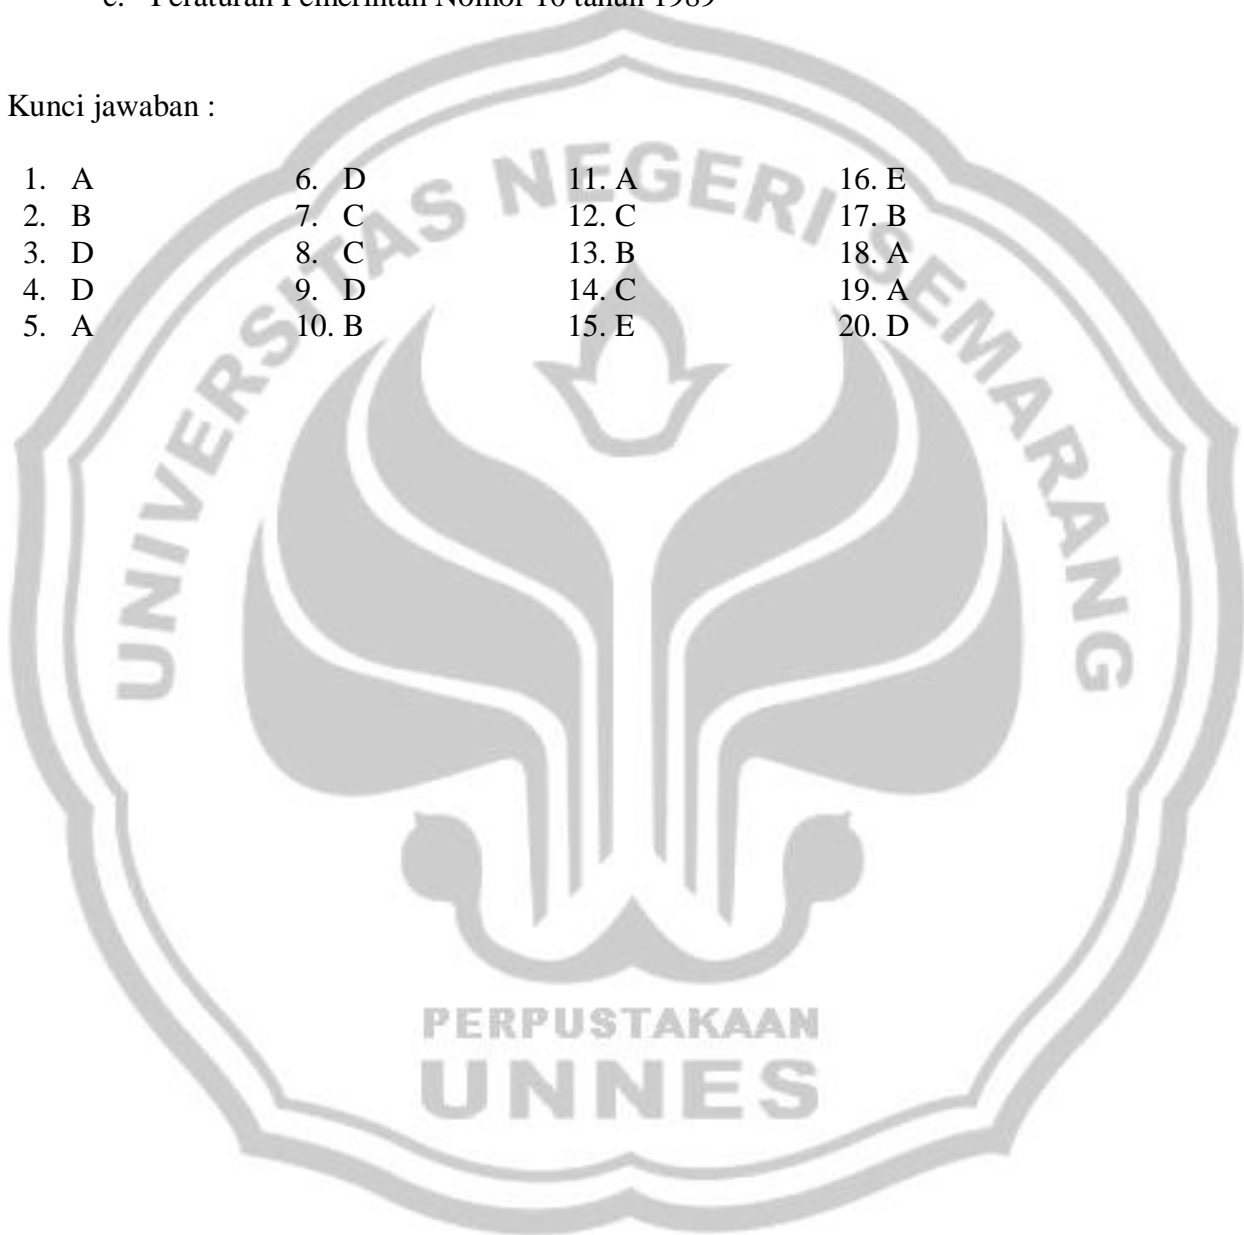 Peraturan Pemerintah Nomor 10 tahun 1989
Kunci jawaban :
1. A 6. D 11. A 16. E
2. B 7. C 12. C 17. B
3. D 8. C 13. B 18. A
4. D 9. D 14. C 19. A
5. A 10. B 15. E 20. D
UNIVERSITAS NEGERI SEMARANG
PERPUSTAKAAN
UNNES